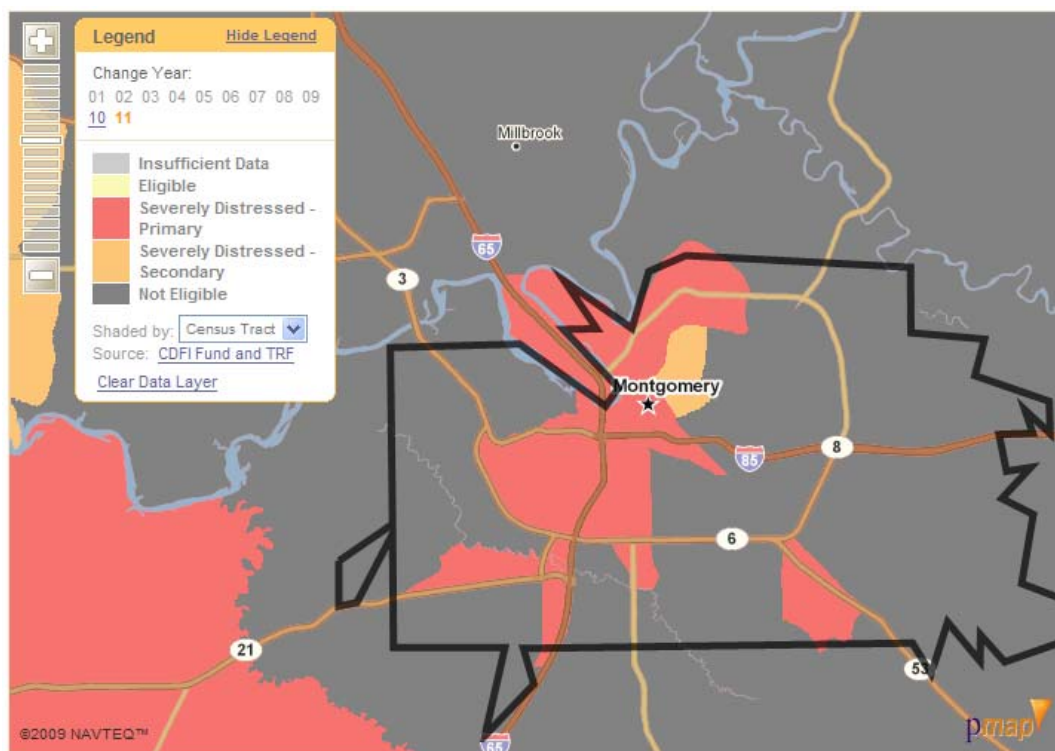 Legend Hide Legend
Change Year:
01 02 03 04 05 06 07 08 09
10 11
Insufficient Data
Eligible
Severely Distressed -
Primary
Severely Distressed -
Secondary
Not Eligible
Shaded by: Census Tract
Source: CDFI Fund and TRF
Clear Data Layer
Millbrook
65
3
Montgomery
8
85
6
21
53
65
©2009 NAVTEQ™
pmap